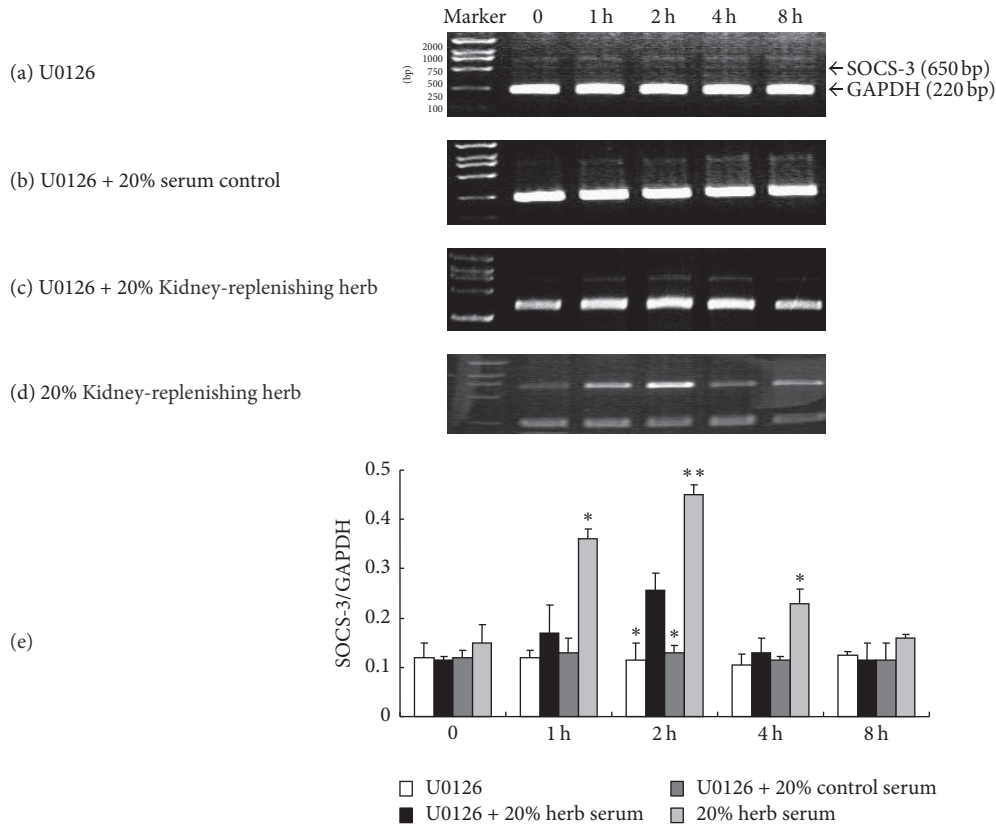 Marker 0 1 h 2 h 4 h 8 h
(a) U0126
2000
1000
750
500
250
100
(bp)
SOCS-3 (650 bp)
GAPDH (220 bp)
(b) U0126 + 20% serum control
(c) U0126 + 20% Kidney-replenishing herb
(d) 20% Kidney-replenishing herb
(e)
SOCS-3/GAPDH
0.5
0.4
0.3
0.2
0.1
0
*
* **
*
*
0 1 h 2 h 4 h 8 h
U0126
U0126 + 20% herb serum
U0126 + 20% control serum
20% herb serum